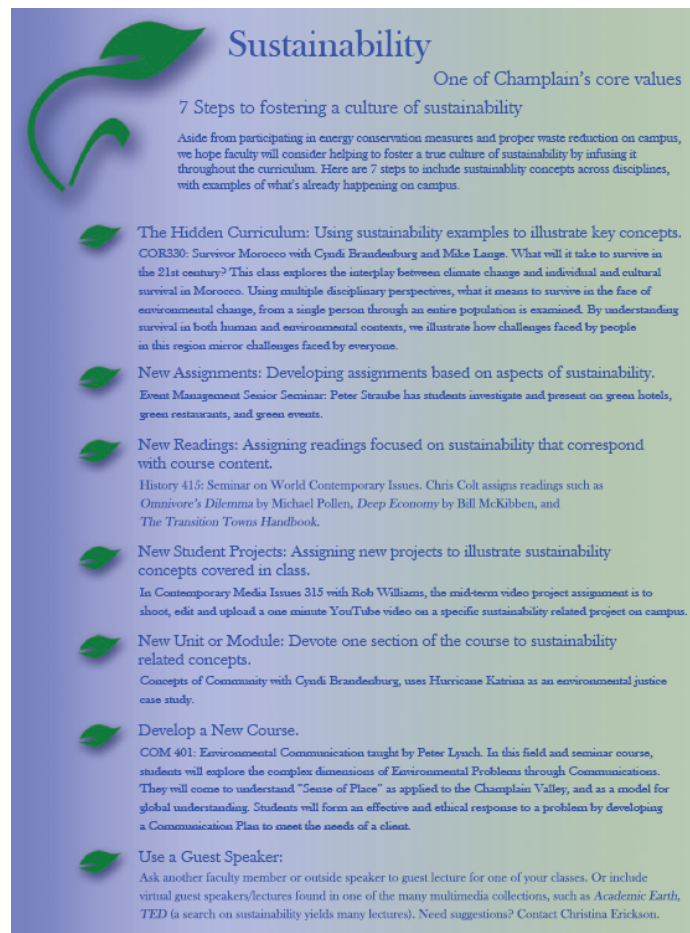 Sustainability
One of Champlain's core values
7 Steps to fostering a culture of sustainability
Aside from participating in energy conservation measures and proper waste reduction on campus,
we hope faculty will consider helping to foster a true culture of sustainability by infusing it
throughout the curriculum. Here are 7 steps to include sustainablity concepts across disciplines,
with examples of what's already happening on campus.
The Hidden Curriculum: Using sustainability examples to illustrate key concepts.
COR330: Survivor Morocco with Cyndi Brandenburg and Mike Lange. What will it take to survive in
the 21st century? This class explores the interplay between climate change and individual and cultural
survival in Morocco. Using multiple disciplinary perspectives, what it means to survive in the face of
environmental change, from a single person through an entire population is examined. By understanding
survival in both human and environmental contexts, we illustrate how challenges faced by people
in this region mirror challenges faced by everyone.
New Assignments: Developing assignments based on aspects of sustainability.
Event Management Senior Seminar: Peter Straube has students investigate and present on green hotels,
green restaurants, and green events.
New Readings: Assigning readings focused on sustainability that correspond
with course content.
History 415: Seminar on World Contemporary Issues. Chris Colt assigns readings such as
Omnivore's Dilemma by Michael Pollen, Deep Economy by Bill McKibben, and
The Transition Towns Handbook.
New Student Projects: Assigning new projects to illustrate sustainability
concepts covered in class.
In Contemporary Media Issues 315 with Rob Williams, the mid-term video project assignment is to
shoot, edit and upload a one minute YouTube video on a specific sustainability related project on campus.
New Unit or Module: Devote one section of the course to sustainability
related concepts.
Concepts of Community with Cyndi Brandenburg, uses Hurricane Katrina as an environmental justice
case study.
Develop a New Course.
COM 401: Environmental Communication taught by Peter Lynch. In this field and seminar course,
students will explore the complex dimensions of Environmental Problems through Communications.
They will come to understand "Sense of Place" as applied to the Champlain Valley, and as a model for
global understanding. Students will form an effective and ethical response to a problem by developing
a Communication Plan to meet the needs of a client.
Use a Guest Speaker:
Ask another faculty member or outside speaker to guest lecture for one of your classes. Or include
virtual guest speakers/lectures found in one of the many multimedia collections, such as Academic Earth,
TED (a search on sustainability yields many lectures). Need suggestions? Contact Christina Erickson.